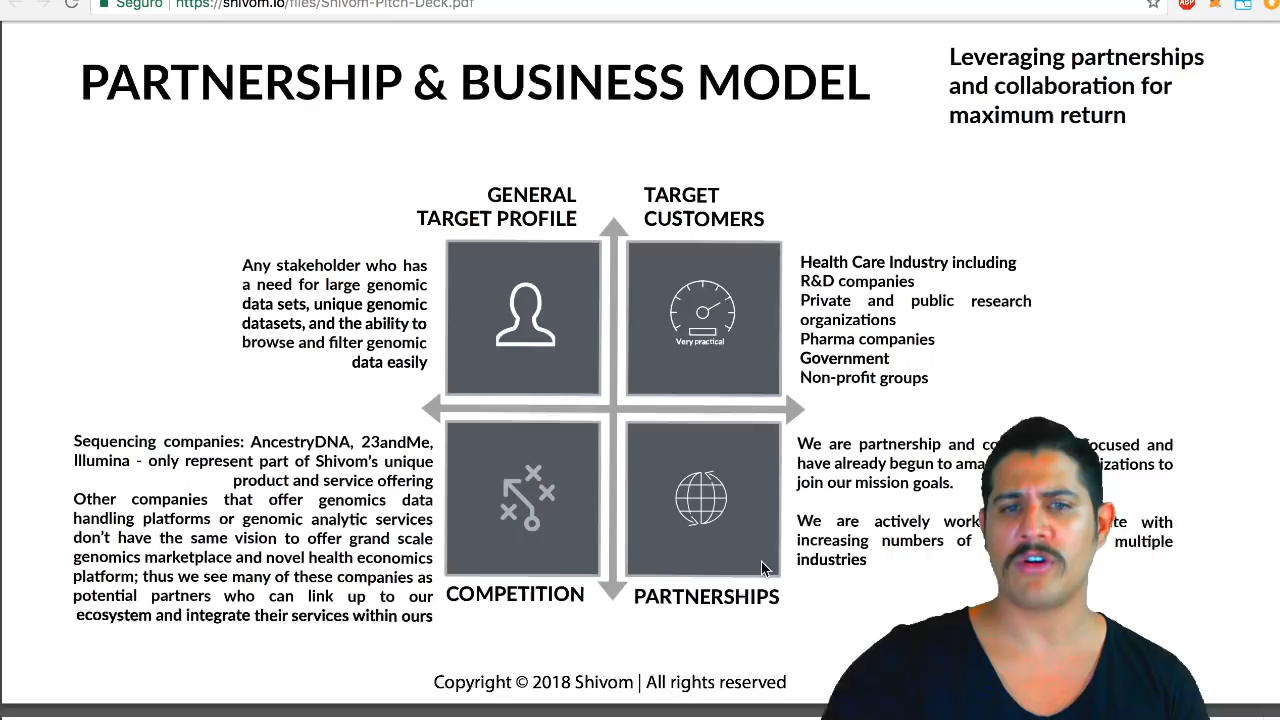 Seguro
https://shivom.io/files/Shivom-Pitch-Deck.pdf
PARTNERSHIP & BUSINESS MODEL
Leveraging partnerships
and collaboration for
maximum return
GENERAL
TARGET PROFILE
TARGET
CUSTOMERS
Any stakeholder who has
a need for large genomic
data sets, unique genomic
datasets, and the ability to
browse and filter genomic
data easily
Very practical
Health Care Industry including
R&D companies
Private and public research
organizations
Pharma companies
Government
Non-profit groups
Sequencing companies: AncestryDNA, 23andMe,
Illumina - only represent part of Shivom's unique
product and service offering
Other companies that offer genomics data
handling platforms or genomic analytic services
don't have the same vision to offer grand scale
genomics marketplace and novel health economics
platform; thus we see many of these companies as
potential partners who can link up to our
ecosystem and integrate their services within ours
We are partnership and
have already begun to
join our mission goals.
We are actively with
increasing numbers of multiple
industries
COMPETITION
PARTNERSHIPS
Copyright © 2018 Shivom | All rights reserved
ABP